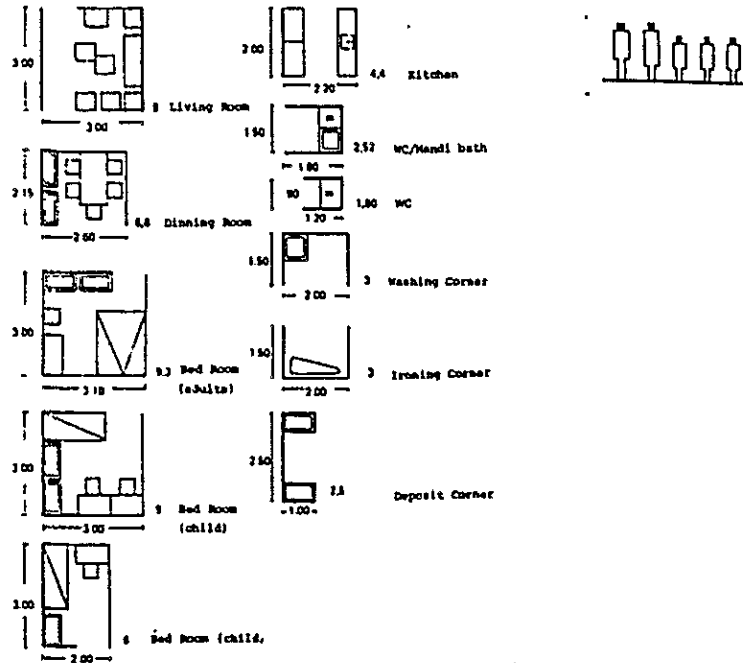 3.00
3.00
9 Living Room
2.15
2.60
6,6 Dinning Room
3.00
3.10
9.3 Bed Room
(adults)
3.00
3.00
9 Bed Room
(child)
3.00
2.00
6 Bed Room (child,
2.00
2.20
4,4 Kitchen
1.50
1.80
2,52 WC/Mandi bath
90
1.20
1,80 WC
1.50
2.00
3 Washing Corner
1.50
2.00
3 Ironing Corner
2.50
1.00
2,5
Deposit Corner